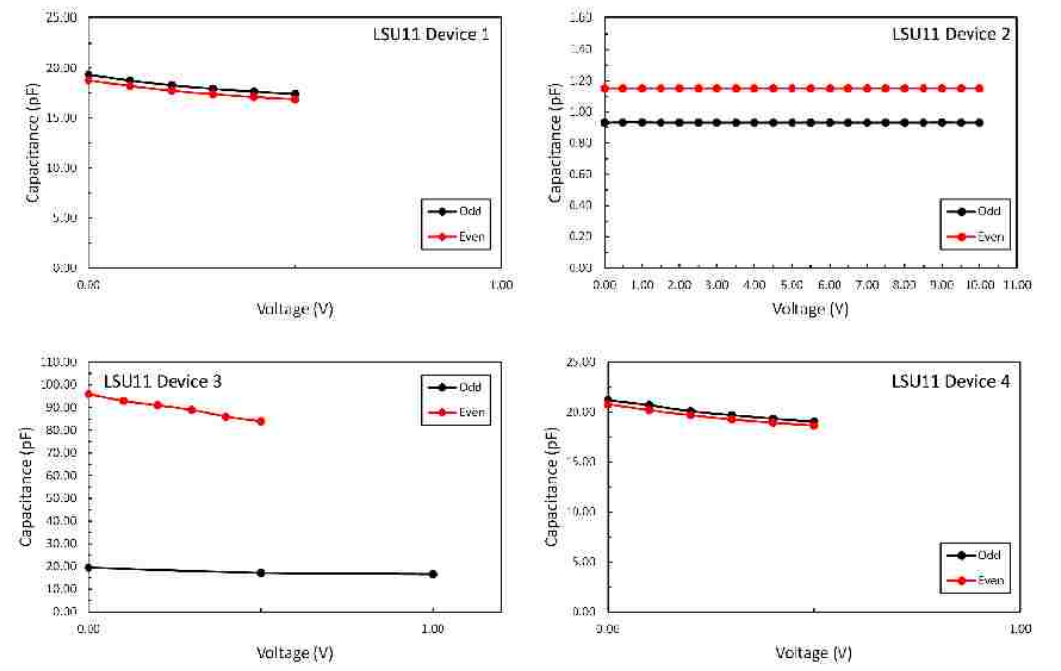 LSU11 Device 1
Capacitance (pF)
25.00
20.00
15.00
10.00
5.00
0.00
Odd
Even
0.00 1.00
Voltage (V)
LSU11 Device 2
Capacitance (pF)
1.60
1.40
1.20
1.00
0.80
0.60
0.40
0.20
0.00
Odd
Even
0.00 1.00 2.00 3.00 4.00 5.00 6.00 7.00 8.00 9.00 10.00 11.00
Voltage (V)
LSU11 Device 3
Capacitance (pF)
110.00
100.00
90.00
80.00
70.00
60.00
50.00
40.00
30.00
20.00
10.00
0.00
Odd
Even
0.00 1.00
Voltage (V)
LSU11 Device 4
Capacitance (pF)
25.00
20.00
15.00
10.00
5.00
0.00
Odd
Even
0.00 1.00
Voltage (V)